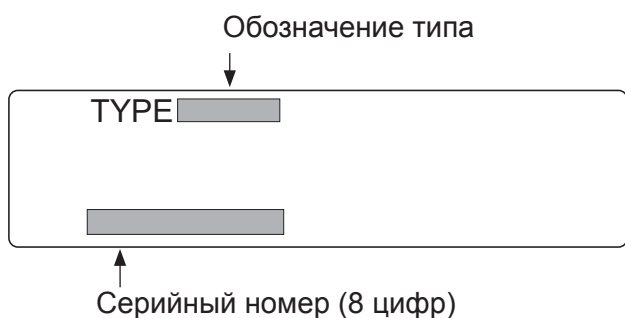 Обозначение типа
TYPE
Серийный номер (8 цифр)